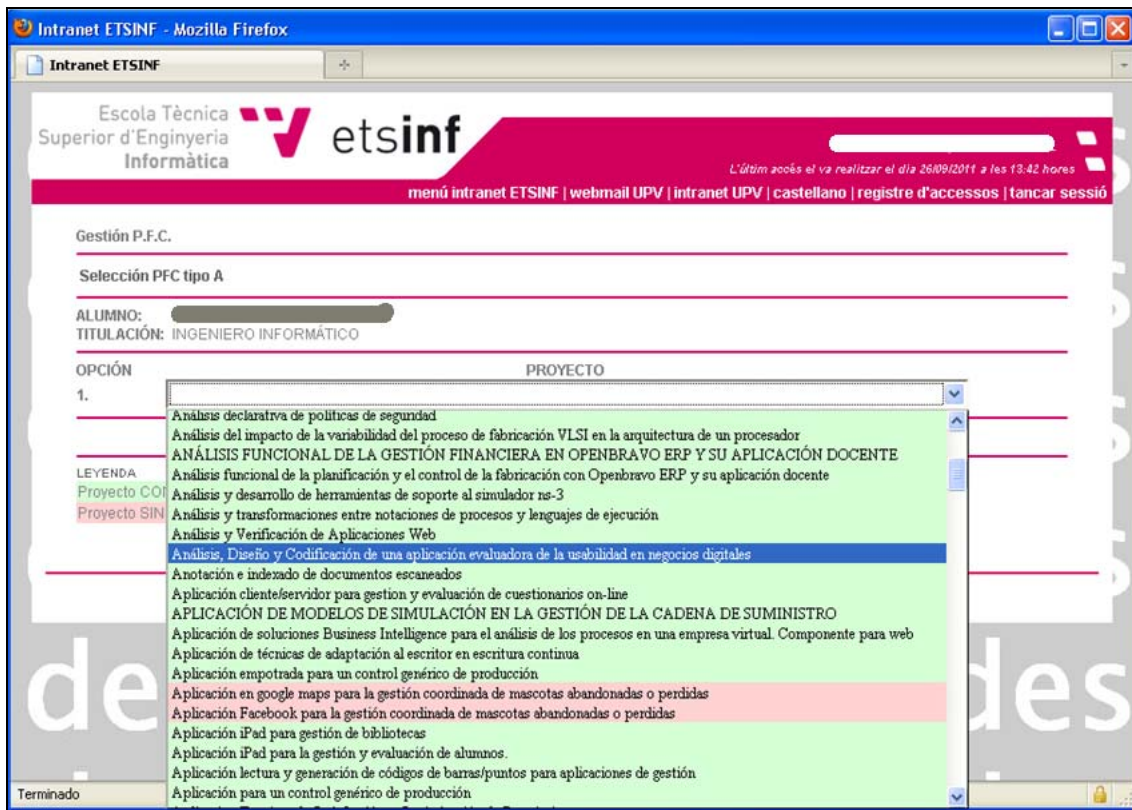 Intranet ETSINF - Mozilla Firefox
Intranet ETSINF
Escola Tècnica
Superior d'Enginyeria
Informàtica
etsinf
L'últim accés el va realitzar el dia 26/09/2011 a les 13:42 hores
menú intranet ETSINF | webmail UPV | intranet UPV | castellano | registre d'accessos | tancar sessió
Gestión P.F.C.
Selección PFC tipo A
ALUMNO:
TITULACIÓN: INGENIERO INFORMÁTICO
OPCIÓN PROYECTO
1.
Análisis declarativa de políticas de seguridad
Análisis del impacto de la variabilidad del proceso de fabricación VLSI en la arquitectura de un procesador
ANÁLISIS FUNCIONAL DE LA GESTIÓN FINANCIERA EN OPENBRAVO ERP Y SU APLICACIÓN DOCENTE
LEYENDA
Análisis funcional de la planificación y el control de la fabricación con Openbravo ERP y su aplicación docente
Proyecto CON
Análisis y desarrollo de herramientas de soporte al simulador ns-3
Proyecto SIN
Análisis y transformaciones entre notaciones de procesos y lenguajes de ejecución
Análisis y Verificación de Aplicaciones Web
Análisis, Diseño y Codificación de una aplicación evaluadora de la usabilidad en negocios digitales
Anotación e indexado de documentos escaneados
Aplicación cliente/servidor para gestion y evaluación de cuestionarios on-line
APLICACIÓN DE MODELOS DE SIMULACIÓN EN LA GESTIÓN DE LA CADENA DE SUMINISTRO
Aplicación de soluciones Business Intelligence para el análisis de los procesos en una empresa virtual. Componente para web
Aplicación de técnicas de adaptación al escritor en escritura continua
Aplicación empotrada para un control genérico de producción
Aplicación en google maps para la gestión coordinada de mascotas abandonadas o perdidas
Aplicación Facebook para la gestión coordinada de mascotas abandonadas o perdidas
Aplicación iPad para gestión de bibliotecas
Aplicación iPad para la gestión y evaluación de alumnos.
Aplicación lectura y generación de códigos de barras/puntos para aplicaciones de gestión
Aplicación para un control genérico de producción
Terminado